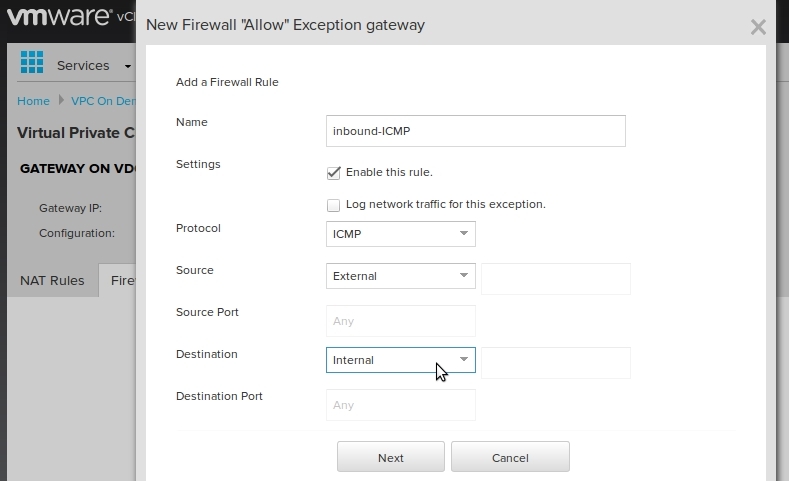 vmware® vCl
New Firewall "Allow" Exception gateway
Services
Home VPC On Den
Virtual Private C
GATEWAY ON VDC
Gateway IP:
Configuration:
NAT Rules Fire
Add a Firewall Rule
Name inbound-ICMP
Settings Enable this rule.
Log network traffic for this exception.
Protocol ICMP
Source External
Source Port Any
Destination Internal
Destination Port Any
Next Cancel